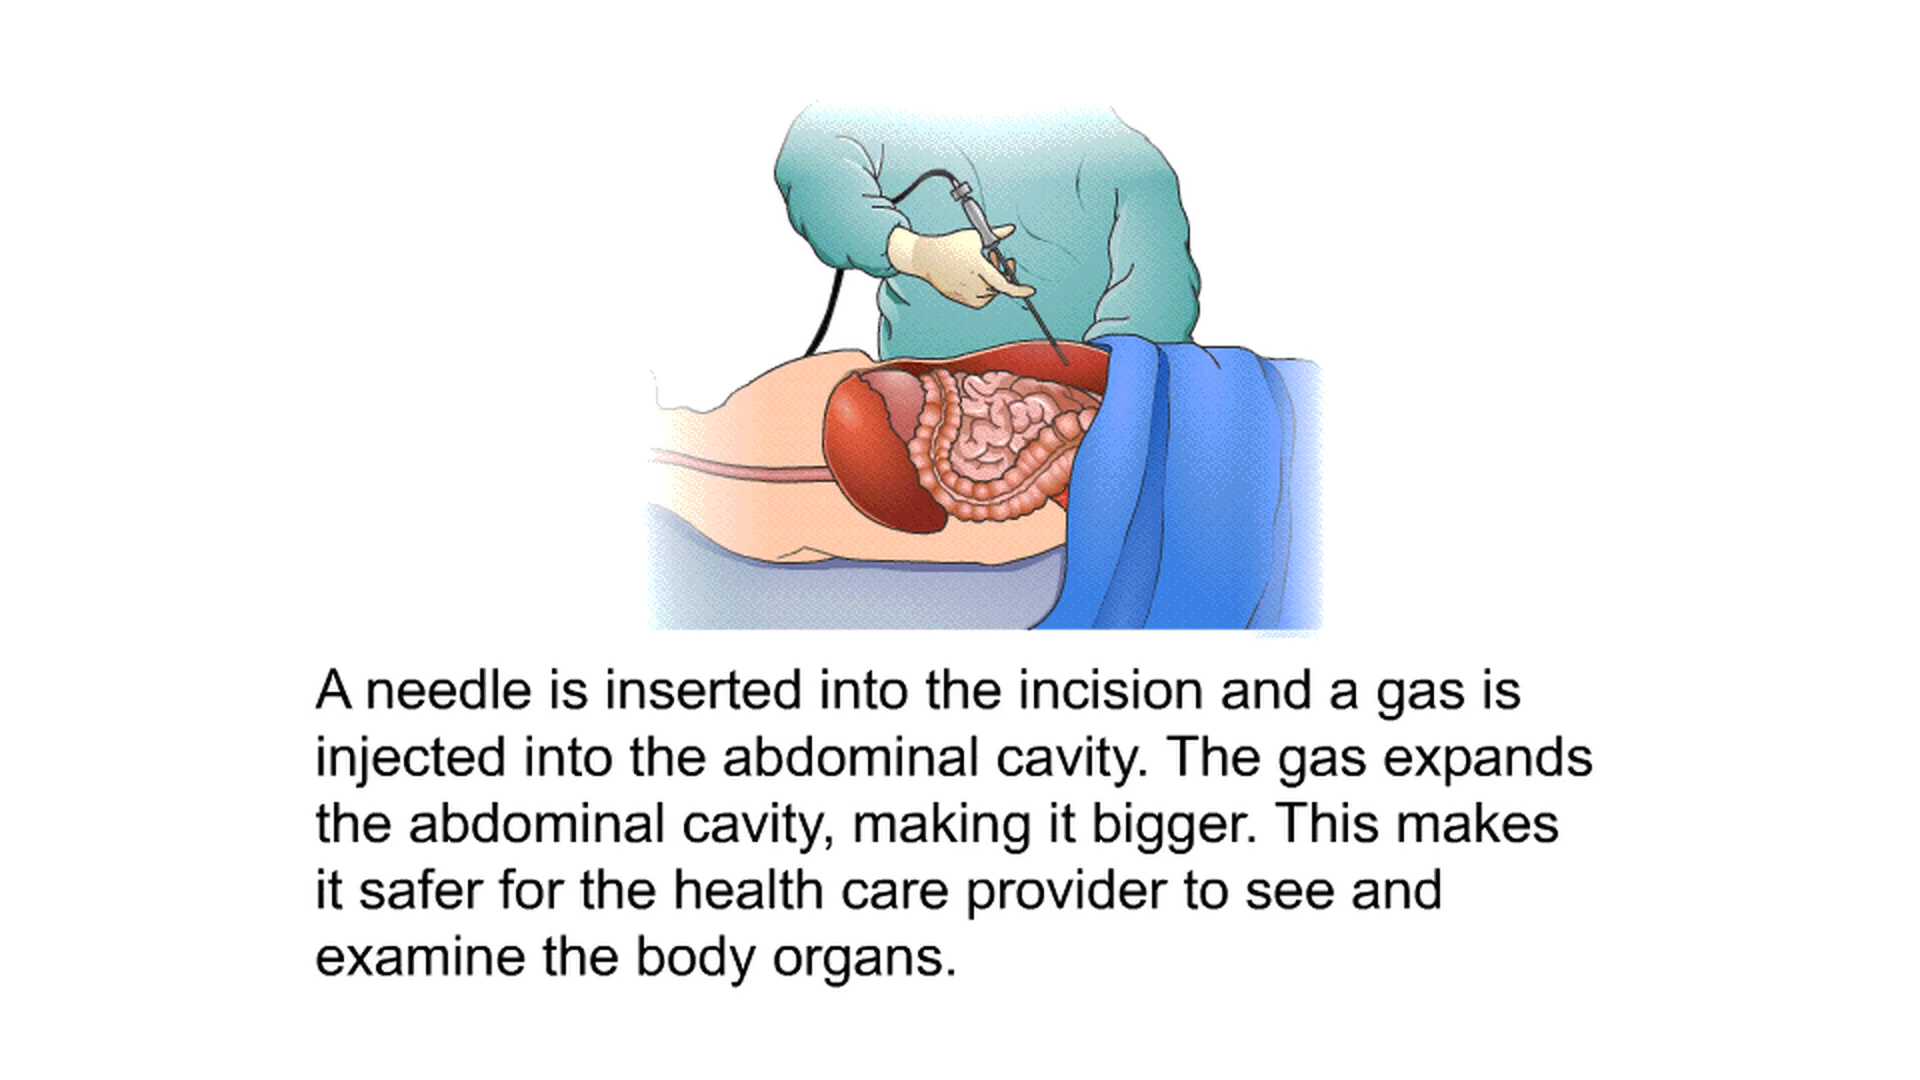 A needle is inserted into the incision and a gas is
injected into the abdominal cavity. The gas expands
the abdominal cavity, making it bigger. This makes
it safer for the health care provider to see and
examine the body organs.